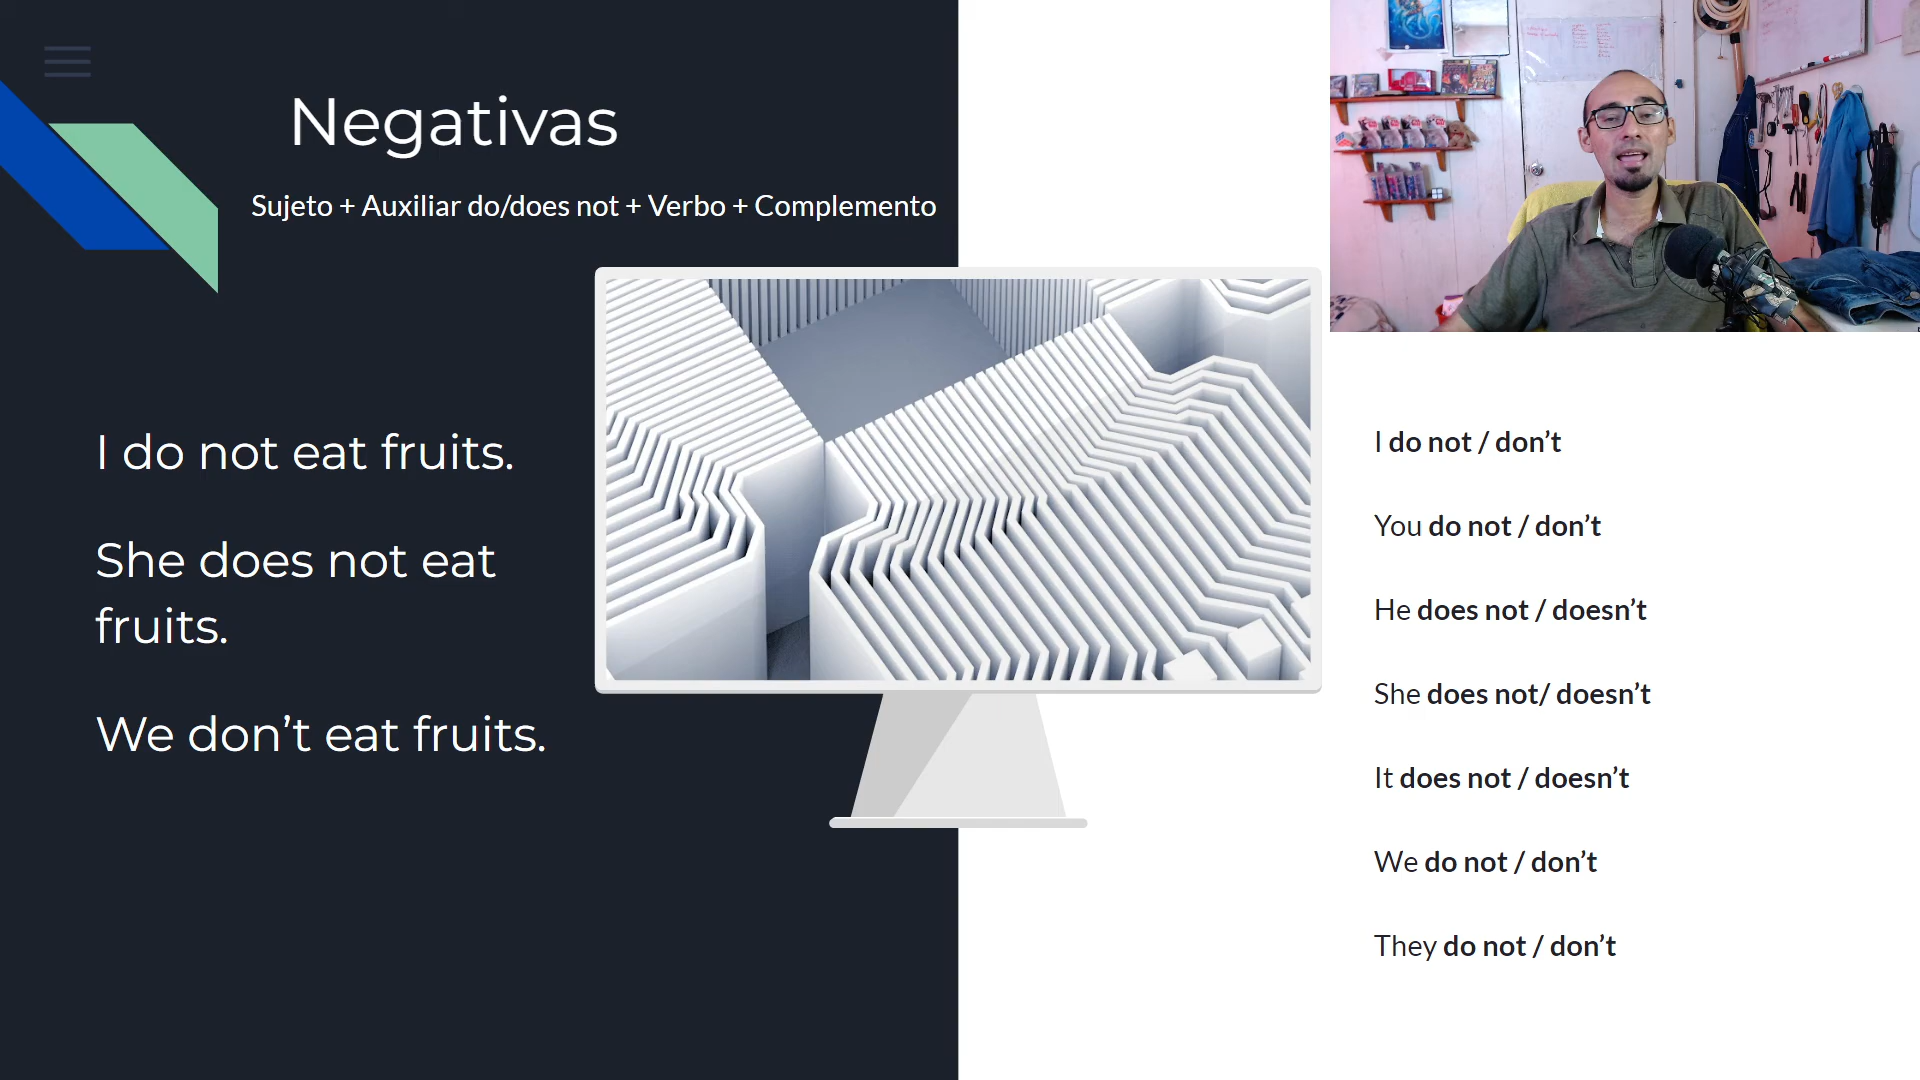 Negativas
Sujeto + Auxiliar do/does not + Verbo + Complemento
I do not eat fruits.
She does not eat
fruits.
We don’t eat fruits.
I do not / don’t
You do not / don’t
He does not / doesn’t
She does not/ doesn’t
It does not / doesn’t
We do not / don’t
They do not / don’t